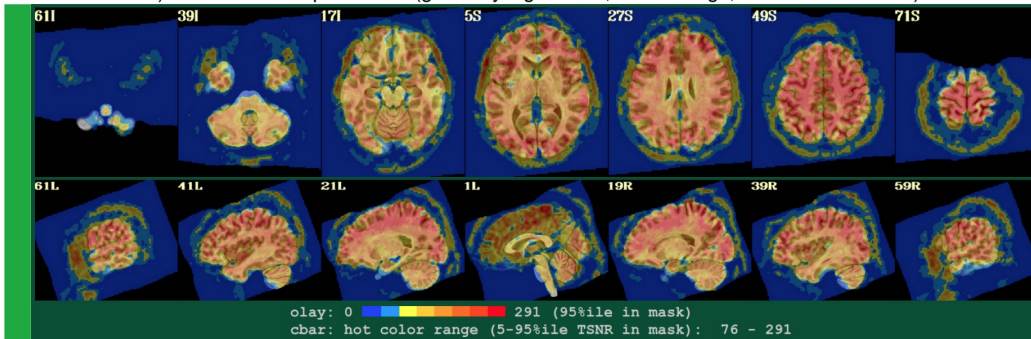 61I 39I 17I 5S 27S 49S 71S
61L 41L 21L 1L 19R 39R 59R
olay: 0 291 (95%ile in mask)
cbar: hot color range (5-95%ile TSNR in mask): 76 - 291